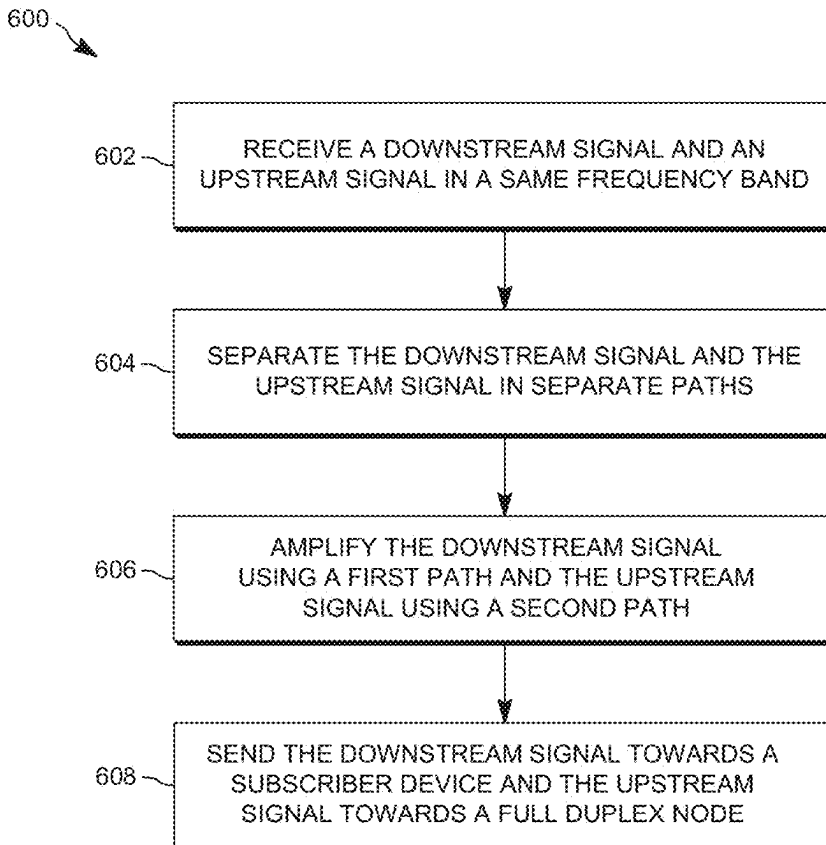 600
602
RECEIVE A DOWNSTREAM SIGNAL AND AN
UPSTREAM SIGNAL IN A SAME FREQUENCY BAND
604
SEPARATE THE DOWNSTREAM SIGNAL AND THE
UPSTREAM SIGNAL IN SEPARATE PATHS
606
AMPLIFY THE DOWNSTREAM SIGNAL
USING A FIRST PATH AND THE UPSTREAM
SIGNAL USING A SECOND PATH
608
SEND THE DOWNSTREAM SIGNAL TOWARDS A
SUBSCRIBER DEVICE AND THE UPSTREAM
SIGNAL TOWARDS A FULL DUPLEX NODE